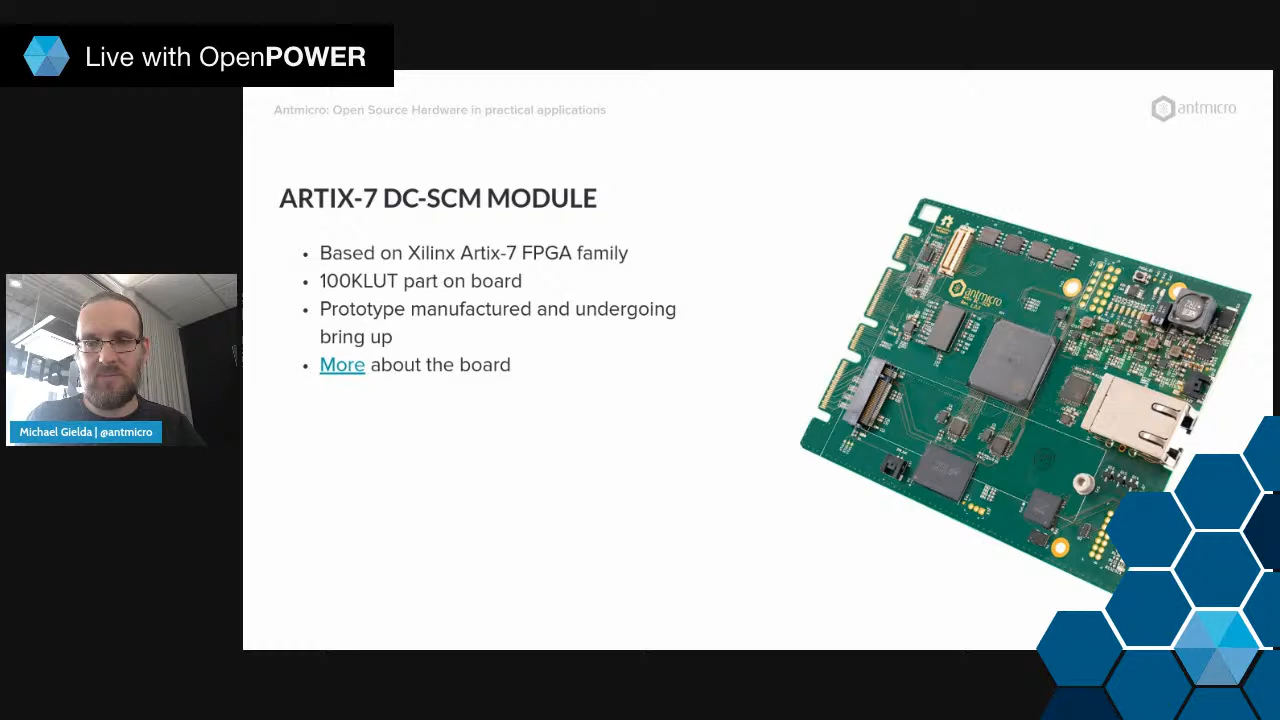 Live with OpenPOWER
Antmicro: Open Source Hardware in practical applications
antmicro
ARTIX-7 DC-SCM MODULE
• Based on Xilinx Artix-7 FPGA family
• 100KLUT part on board
• Prototype manufactured and undergoing
bring up
• More about the board
antmicro
Michael Gielda | @antmicro